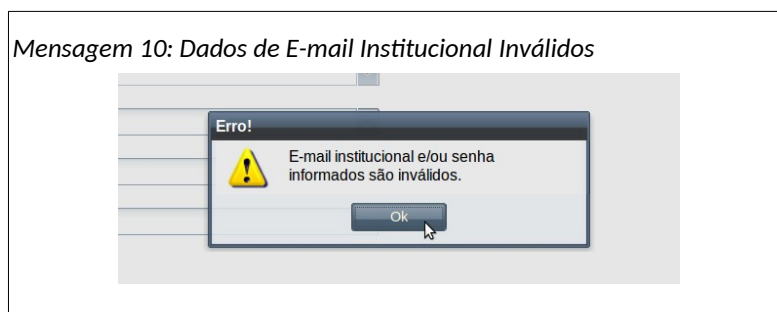 Mensagem 10: Dados de E-mail Institucional Inválidos
Erro!
E-mail institucional e/ou senha
informados são inválidos.
Ok